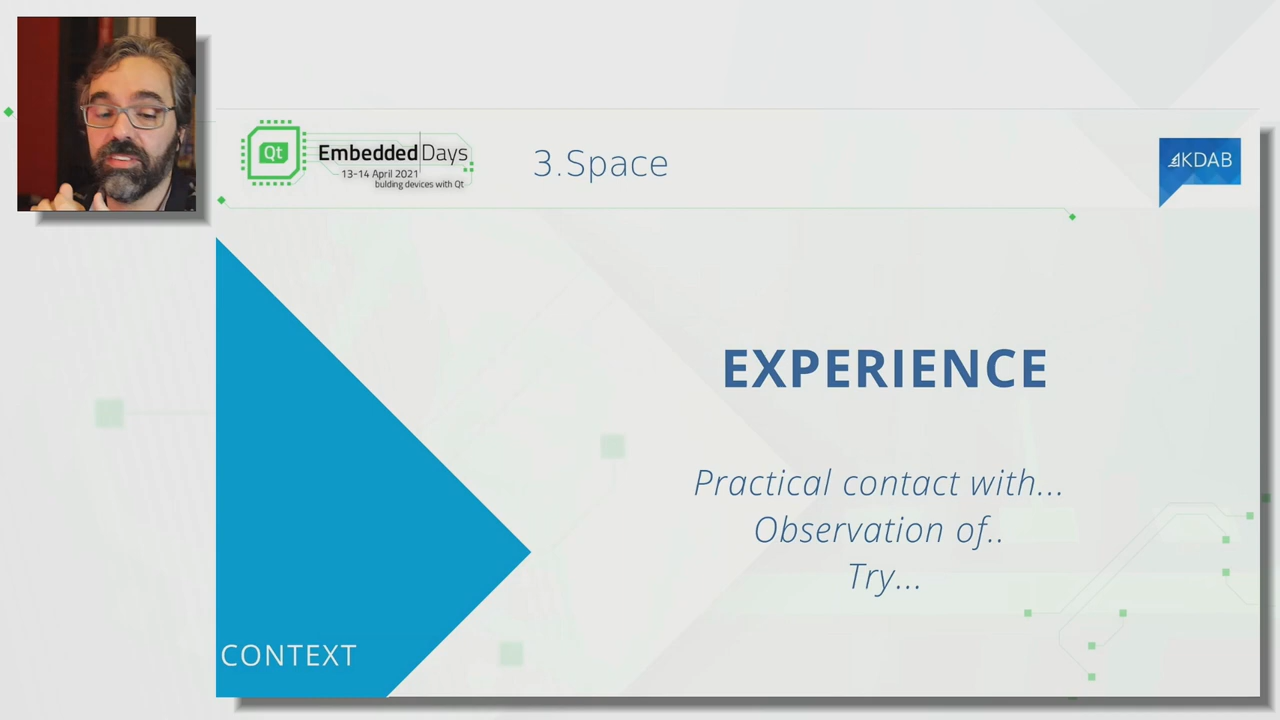 Qt
Embedded Days
13-14 April 2021
bulding devices with Qt
3.Space
KDAB
EXPERIENCE
Practical contact with...
Observation of..
Try...
CONTEXT